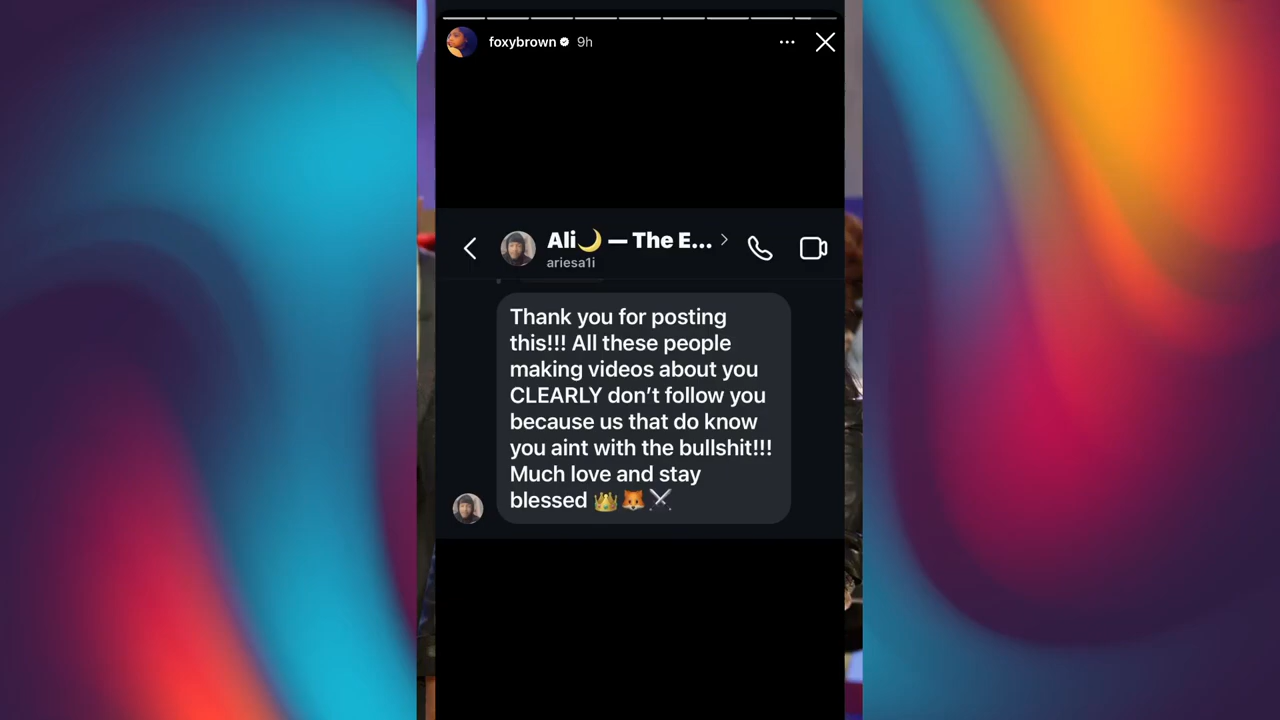 foxybrown 9h
Ali🌙 — The E...
ariesa1i
Thank you for posting
this!!! All these people
making videos about you
CLEARLY don’t follow you
because us that do know
you aint with the bullshit!!!
Much love and stay
blessed 👑🦊⚔️